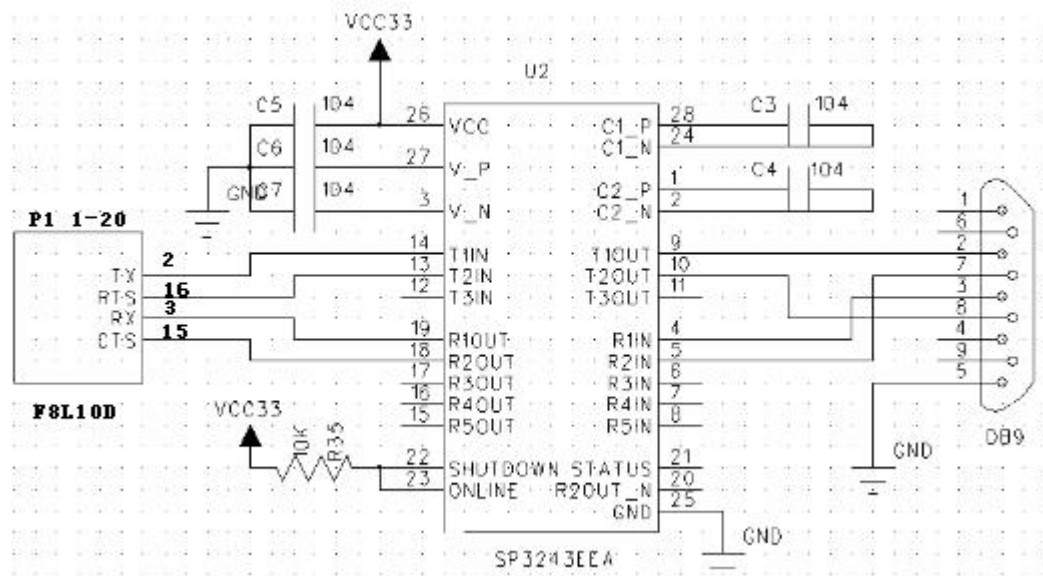 VCC33
U2
C5 104
C6 104
C7 104
GND
26 VCC
27 V_P
3 V_N
C1_P 28
C1_N 24
C2_P 1
C2_N 2
C3 104
C4 104
P1 1-20
TX 2
RTS 16
RX 3
CTS 15
F8L10D
14 T1IN
13 T2IN
12 T3IN
19 R1OUT
18 R2OUT
17 R3OUT
16 R4OUT
15 R5OUT
22 SHUTDOWN
23 ONLINE
T1OUT 9
T2OUT 10
T3OUT 11
R1IN 4
R2IN 5
R3IN 6
R4IN 7
R5IN 8
STATUS 21
R2OUT_N 20
GND 25
SP3243EEA
VCC33
10K
R35
1
6
2
7
3
8
4
9
5
DB9
GND
GND